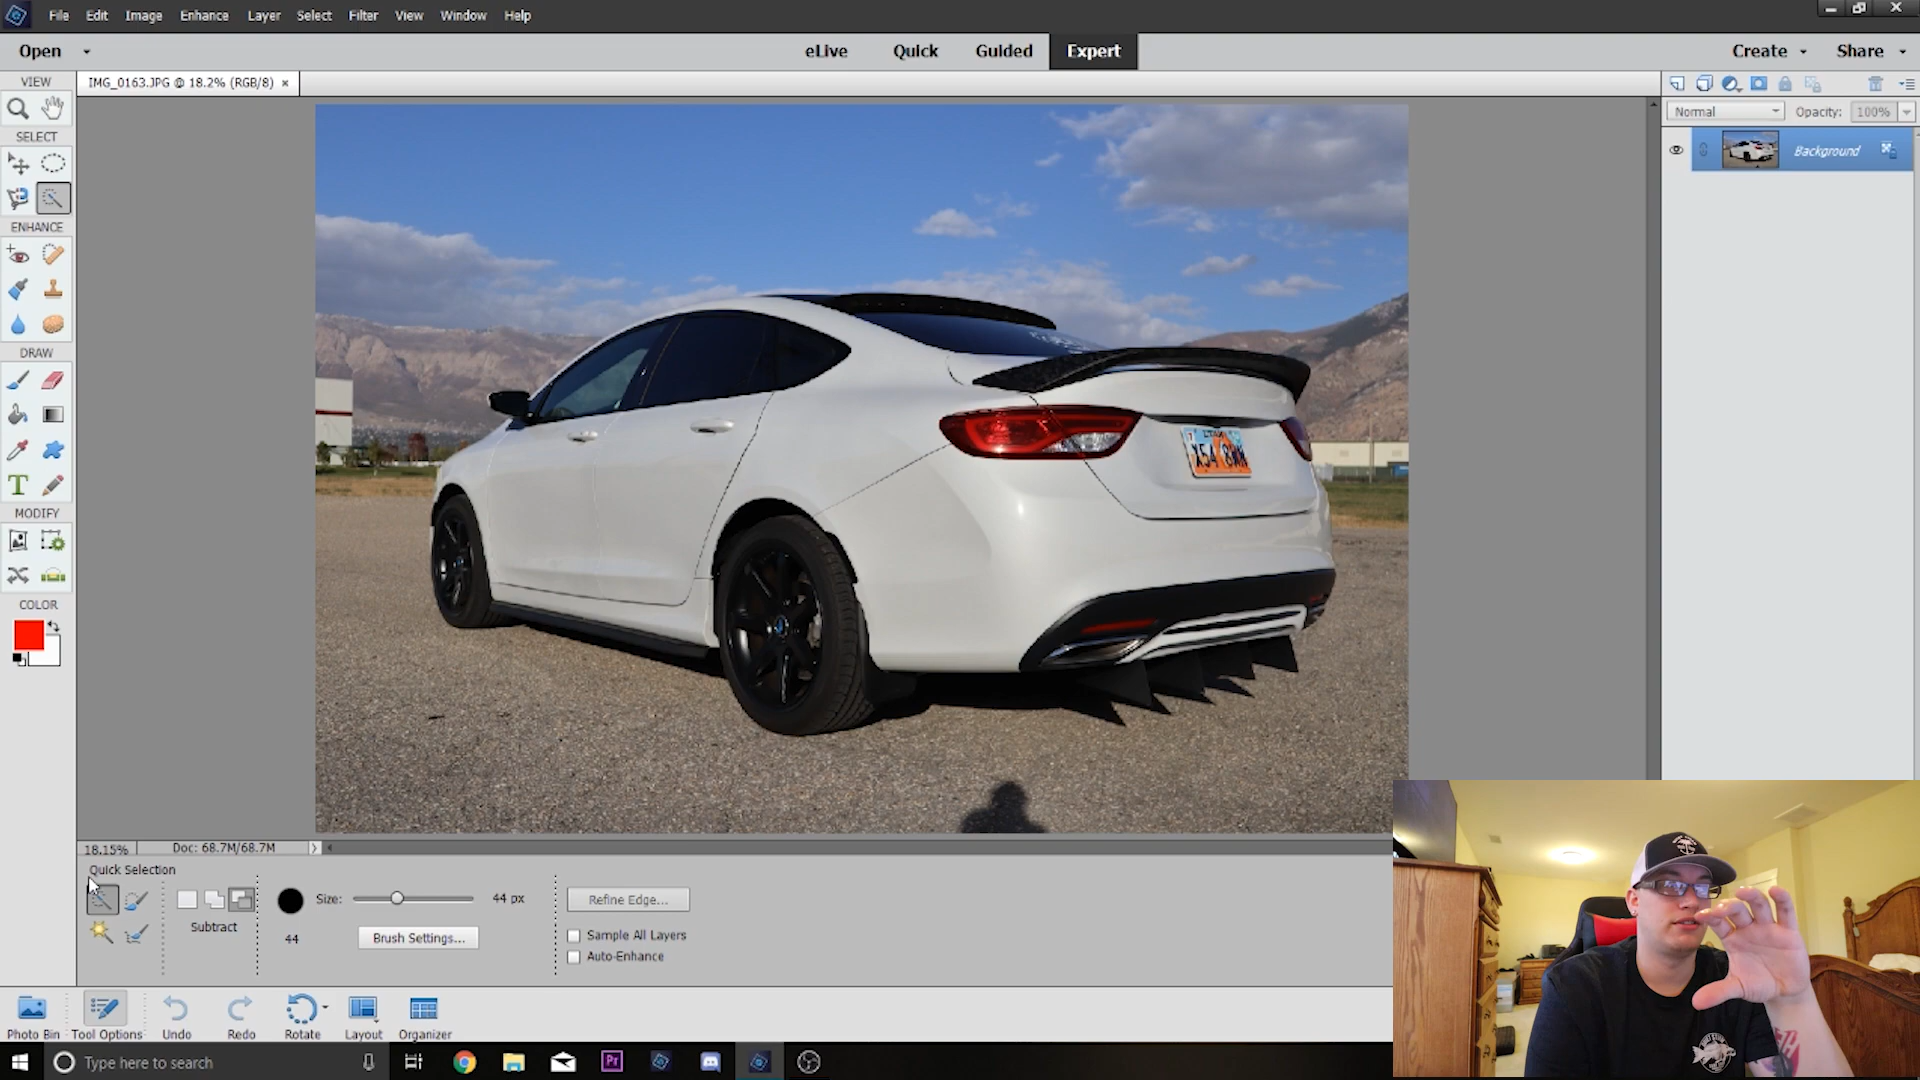 File Edit Image Enhance Layer Select Filter View Window Help
Open eLive Quick Guided Expert Create Share
VIEW
IMG_0163.JPG @ 18.2% (RGB/8) ×
Normal Opacity: 100%
SELECT
Background
ENHANCE
DRAW
T
MODIFY
COLOR
18.15% Doc: 68.7M/68.7M
Quick Selection
Size: 44 px
Refine Edge...
Subtract
44
Brush Settings...
Sample All Layers
Auto-Enhance
Photo Bin Tool Options Undo Redo Rotate Layout Organizer
Type here to search
Pr